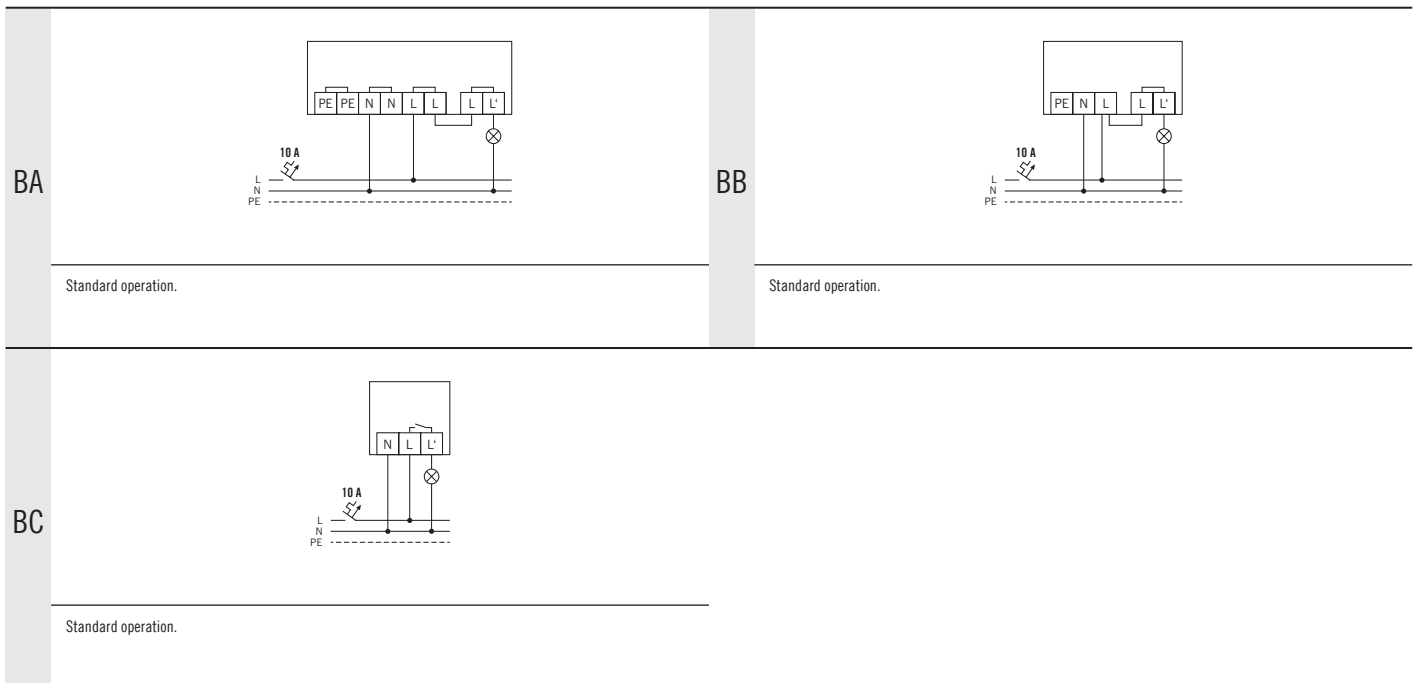 BA
PE PE N N L L L L‘
10 A
L
N
PE
Standard operation.
BB
PE N L L L‘
10 A
L
N
PE
Standard operation.
BC
N L L‘
10 A
L
N
PE
Standard operation.